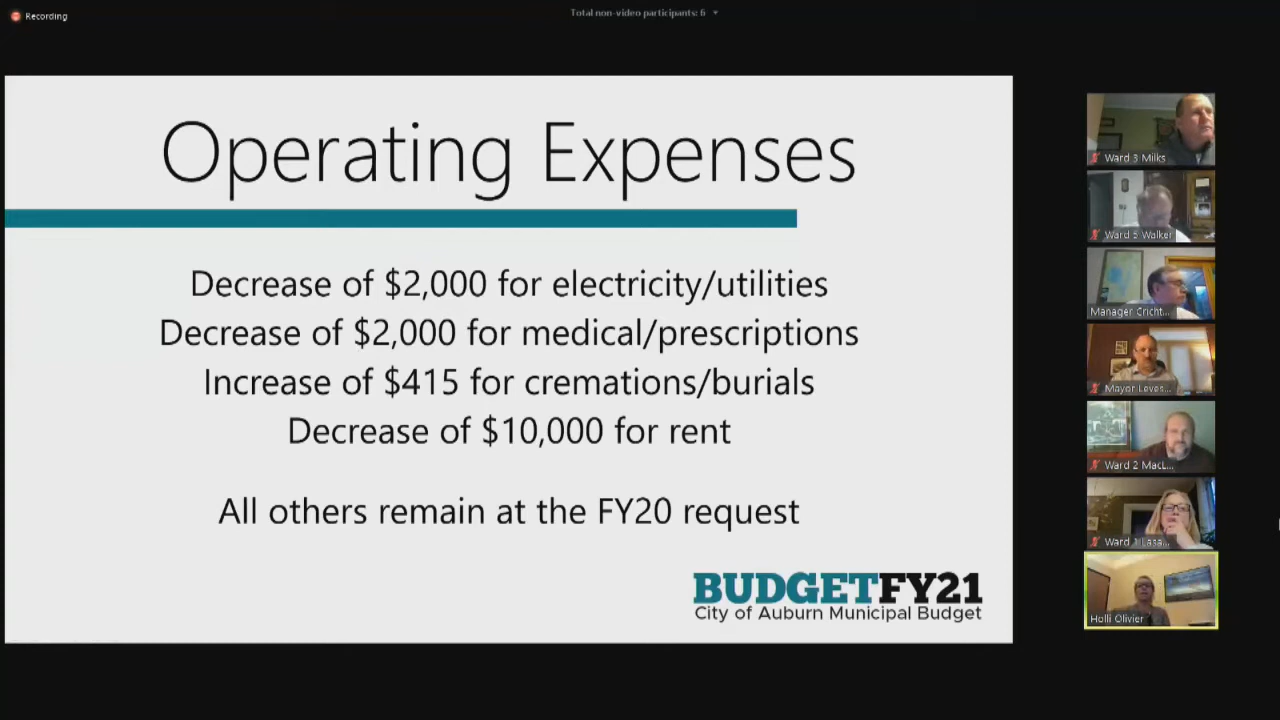 Recording
Total non-video participants: 6
Operating Expenses
Decrease of $2,000 for electricity/utilities
Decrease of $2,000 for medical/prescriptions
Increase of $415 for cremations/burials
Decrease of $10,000 for rent
All others remain at the FY20 request
BUDGETFY21
City of Auburn Municipal Budget
Ward 3 Milks
Ward 5 Walker
Manager Cricht...
Mayor Leves...
Ward 2 MacL...
Ward 1 Lasa...
Holli Olivier